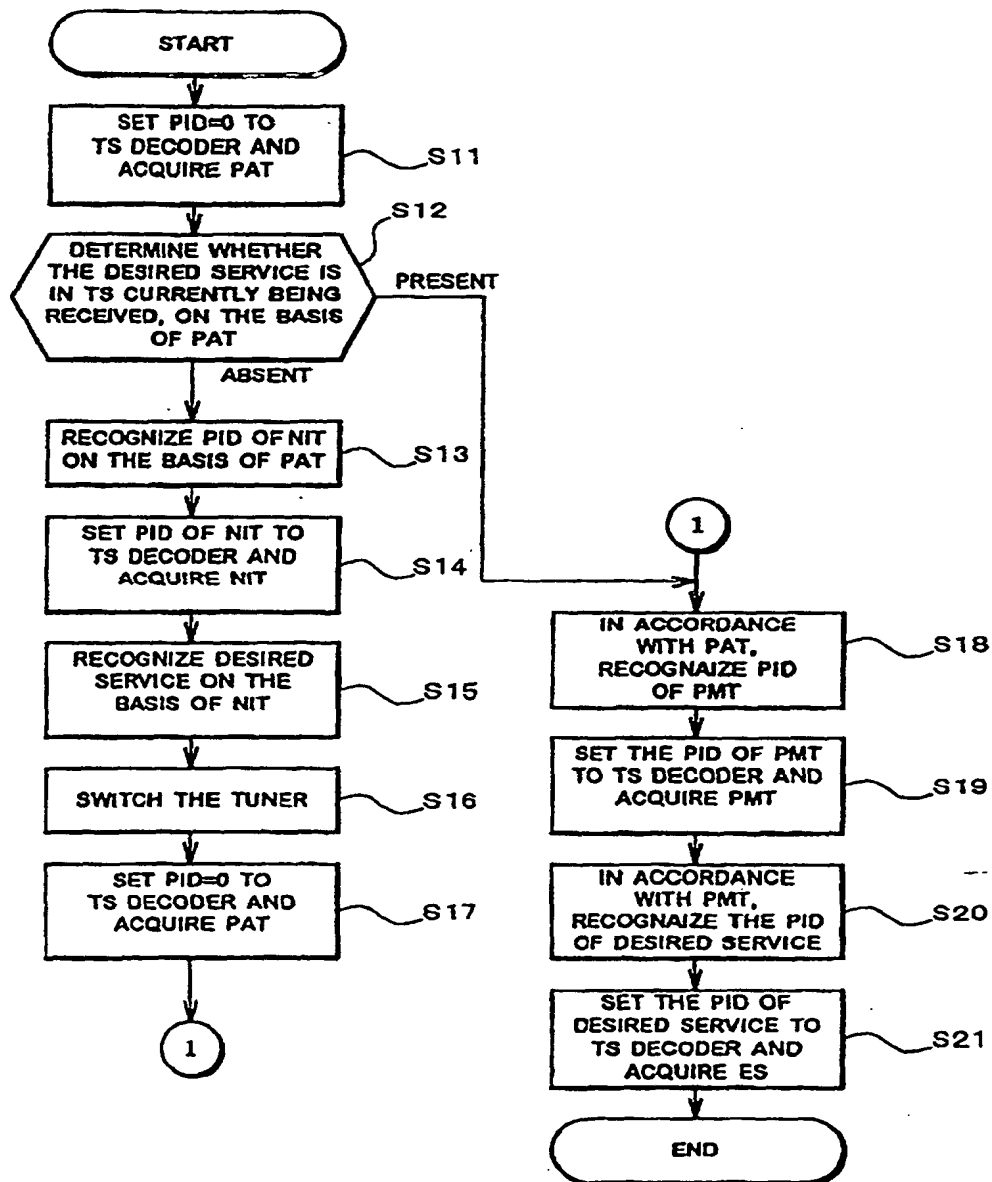 START
SET PID=0 TO
TS DECODER AND
ACQUIRE PAT
S11
S12
DETERMINE WHETHER
THE DESIRED SERVICE IS
IN TS CURRENTLY BEING
RECEIVED, ON THE BASIS
OF PAT
PRESENT
ABSENT
RECOGNIZE PID OF NIT
ON THE BASIS OF PAT
S13
SET PID OF NIT TO
TS DECODER AND
ACQUIRE NIT
S14
RECOGNIZE DESIRED
SERVICE ON THE
BASIS OF NIT
S15
SWITCH THE TUNER
S16
SET PID=0 TO
TS DECODER AND
ACQUIRE PAT
S17
1
1
IN ACCORDANCE
WITH PAT,
RECOGNAIZE PID
OF PMT
S18
SET THE PID OF PMT
TO TS DECODER AND
ACQUIRE PMT
S19
IN ACCORDANCE
WITH PMT,
RECOGNAIZE THE PID
OF DESIRED SERVICE
S20
SET THE PID OF
DESIRED SERVICE TO
TS DECODER AND
ACQUIRE ES
S21
END